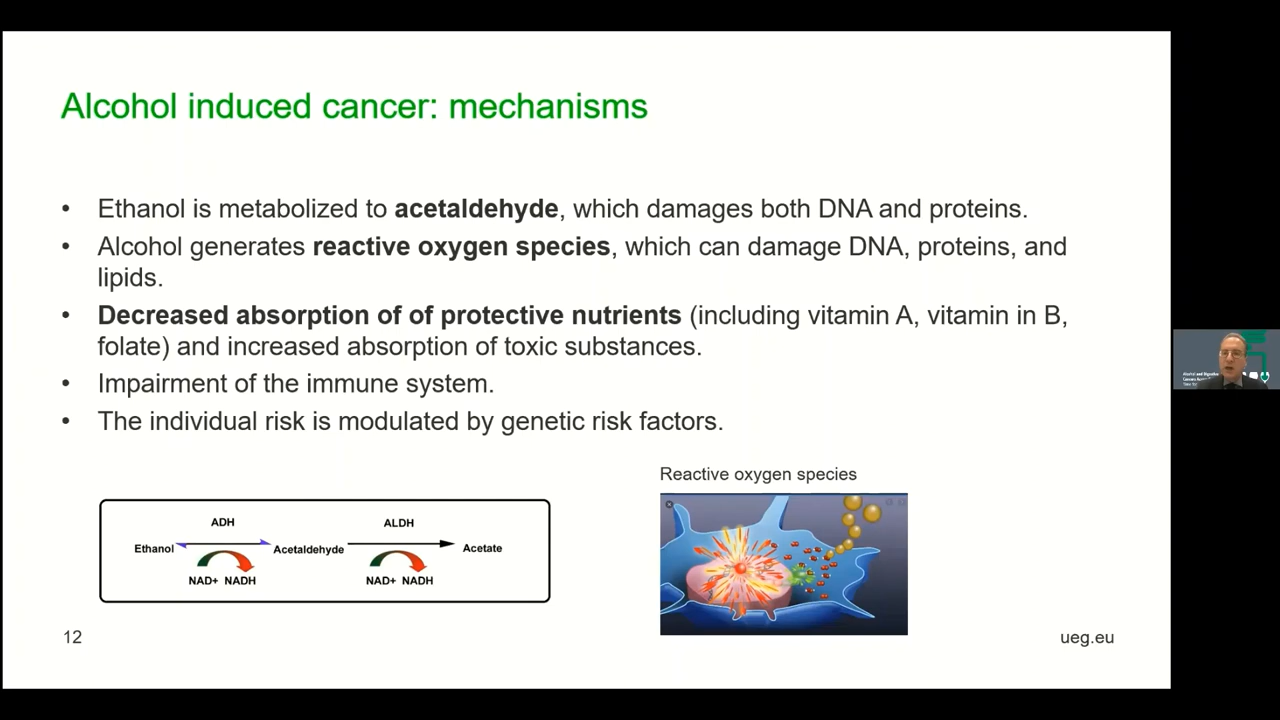 Alcohol induced cancer: mechanisms
• Ethanol is metabolized to acetaldehyde, which damages both DNA and proteins.
• Alcohol generates reactive oxygen species, which can damage DNA, proteins, and
lipids.
• Decreased absorption of of protective nutrients (including vitamin A, vitamin in B,
folate) and increased absorption of toxic substances.
• Impairment of the immune system.
• The individual risk is modulated by genetic risk factors.
Reactive oxygen species
ADH
ALDH
Ethanol
Acetaldehyde
Acetate
NAD+ NADH
NAD+ NADH
12
ueg.eu
Alcohol and Digestive